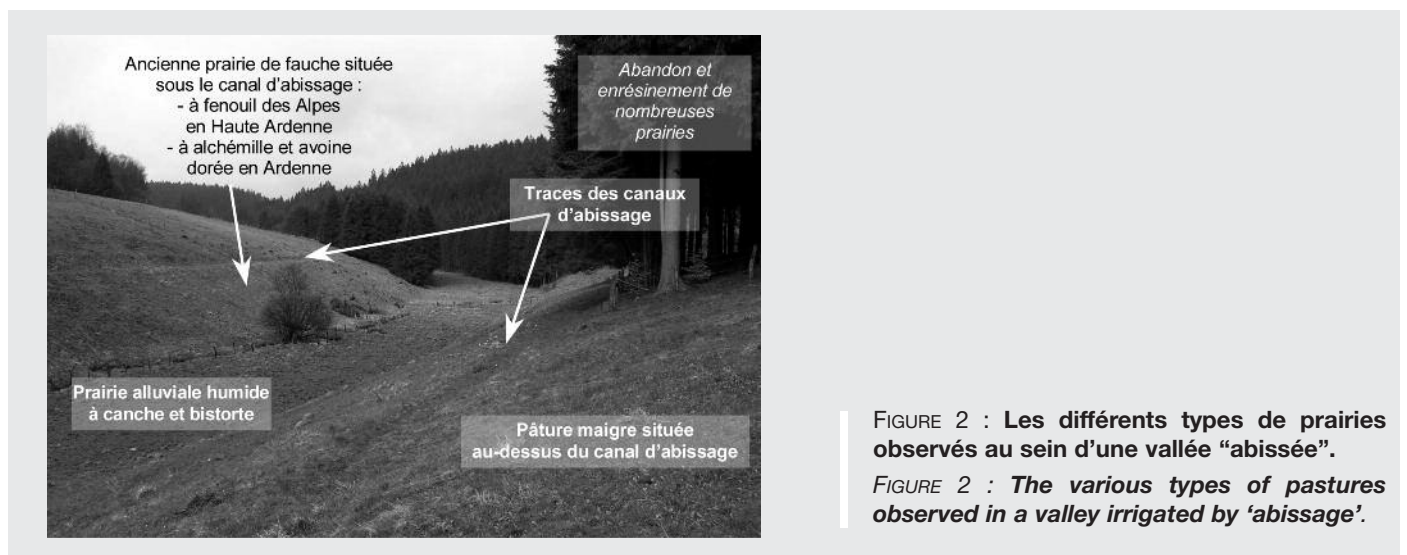 Ancienne prairie de fauche située
sous le canal d'abissage :
- à fenouil des Alpes
en Haute Ardenne
- à alchémille et avoine
dorée en Ardenne
Abandon et
enrésinement de
nombreuses
prairies
Traces des canaux
d'abissage
Prairie alluviale humide
à canche et bistorte
Pâture maigre située
au-dessus du canal d'abissage
FIGURE 2 : Les différents types de prairies
observés au sein d'une vallée “abissée”.
FIGURE 2 : The various types of pastures
observed in a valley irrigated by ‘abissage’.